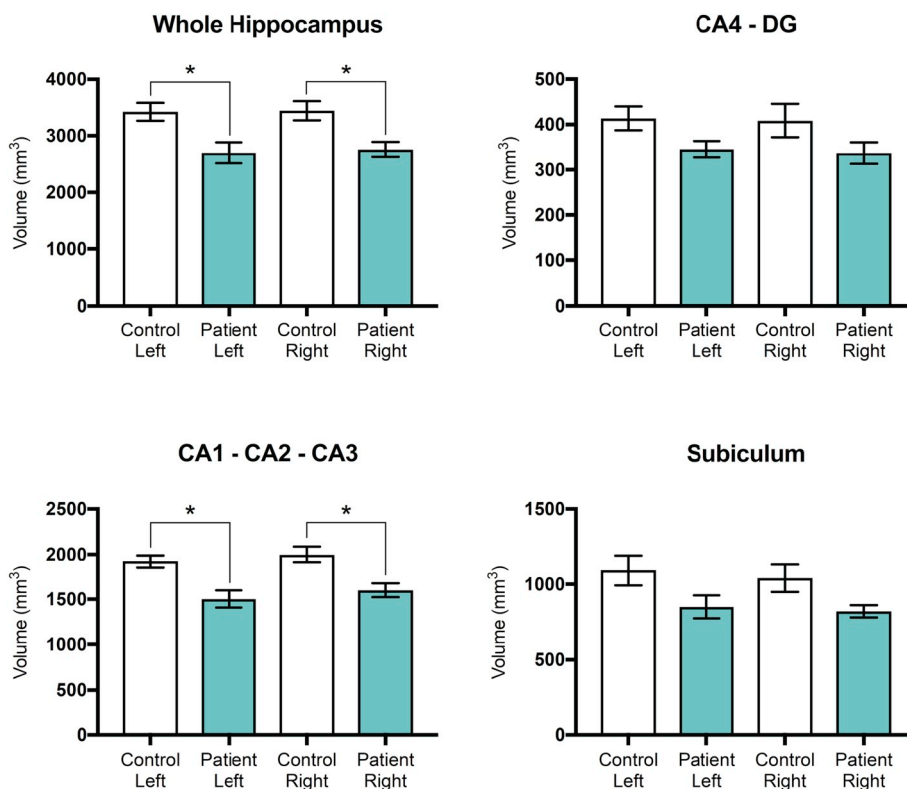 Whole Hippocampus
*
*
4000
3000
2000
1000
0
Volume (mm³)
Control Left
Patient Left
Control Right
Patient Right
CA4 - DG
500
400
300
200
100
0
Volume (mm³)
Control Left
Patient Left
Control Right
Patient Right
CA1 - CA2 - CA3
*
*
2500
2000
1500
1000
500
0
Volume (mm³)
Control Left
Patient Left
Control Right
Patient Right
Subiculum
1500
1000
500
0
Volume (mm³)
Control Left
Patient Left
Control Right
Patient Right